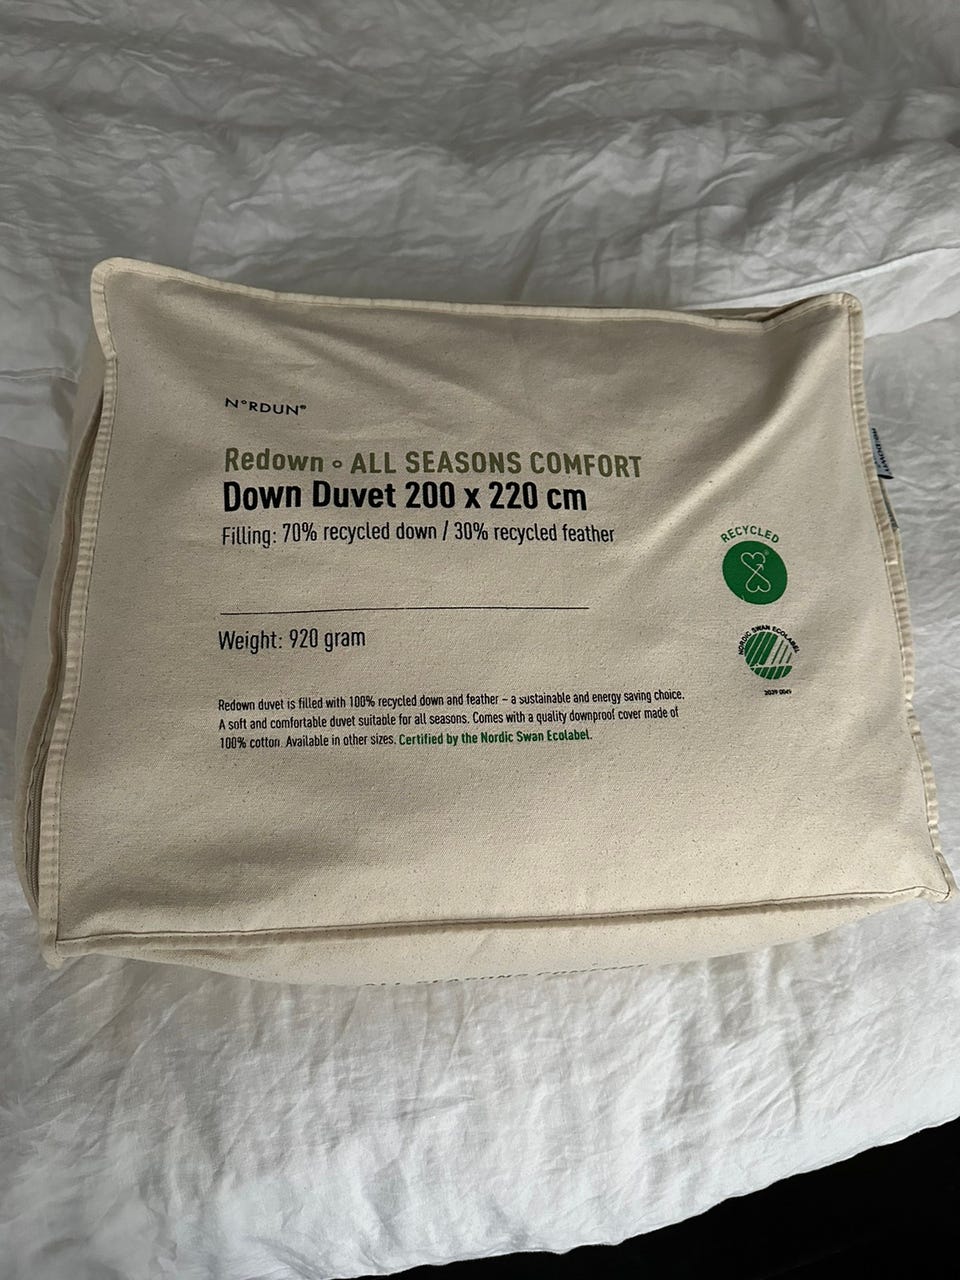 N°RDUN®
Redown ∘ ALL SEASONS COMFORT
Down Duvet 200 x 220 cm
Filling: 70% recycled down / 30% recycled feather
RECYCLED
Weight: 920 gram
NORDIC SWAN ECOLABEL
Redown duvet is filled with 100% recycled down and feather – a sustainable and energy saving choice.
A soft and comfortable duvet suitable for all seasons. Comes with a quality downproof cover made of
100% cotton. Available in other sizes. Certified by the Nordic Swan Ecolabel.
ALL SEASONS COMFORT